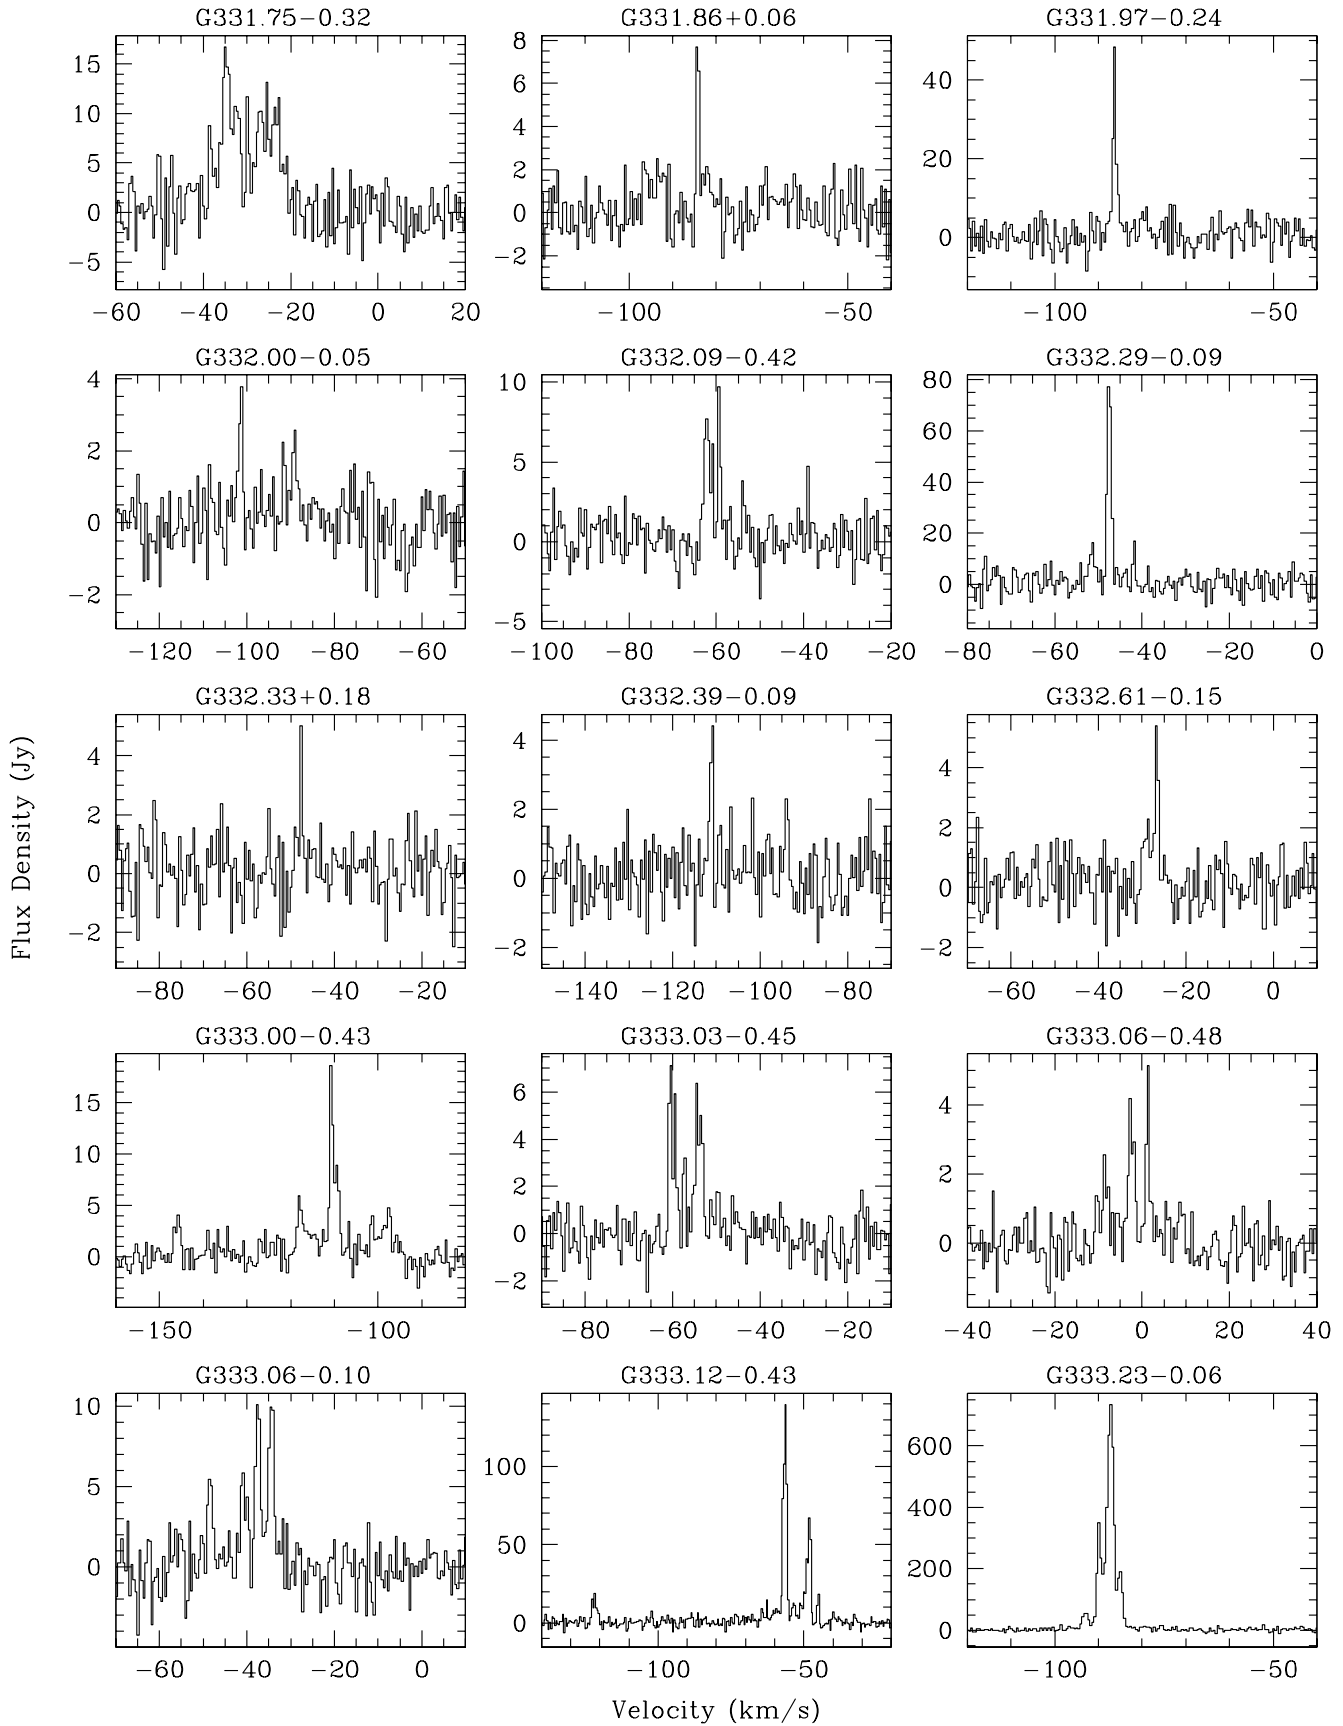 G331.75−0.32 G331.86+0.06 G331.97−0.24
15 10 5 0 −5
8 6 4 2 0 −2
40 20 0
−60 −40 −20 0 20 −100 −50 −100 −50
G332.00−0.05 G332.09−0.42 G332.29−0.09
4 2 0 −2
10 5 0 −5
80 60 40 20 0
−120 −100 −80 −60 −100 −80 −60 −40 −20 −80 −60 −40 −20 0
G332.33+0.18 G332.39−0.09 G332.61−0.15
4 2 0 −2
4 2 0 −2
4 2 0 −2
−80 −60 −40 −20 −140 −120 −100 −80 −60 −40 −20 0
Flux Density (Jy)
G333.00−0.43 G333.03−0.45 G333.06−0.48
15 10 5 0
6 4 2 0 −2
4 2 0
−150 −100 −80 −60 −40 −20 −40 −20 0 20 40
G333.06−0.10 G333.12−0.43 G333.23−0.06
10 5 0
100 50 0
600 400 200 0
−60 −40 −20 0 −100 −50 −100 −50
Velocity (km/s)